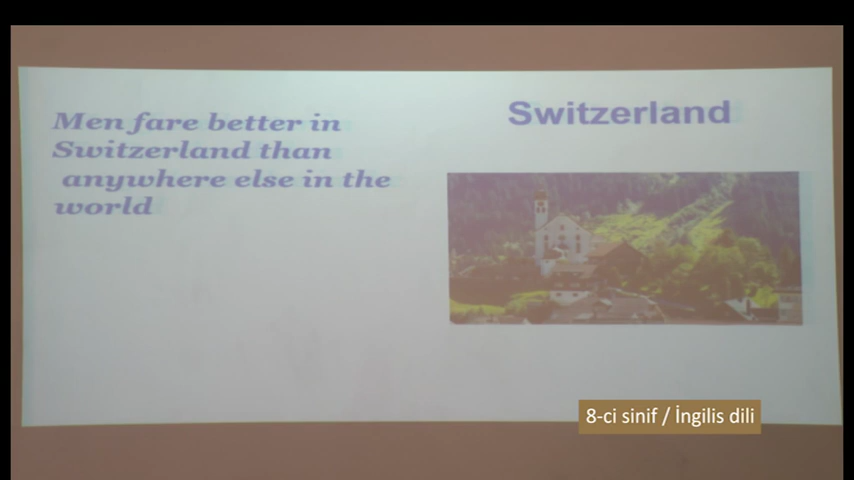 Men fare better in
Switzerland than
anywhere else in the
world
Switzerland
8-ci sinif / İngilis dili